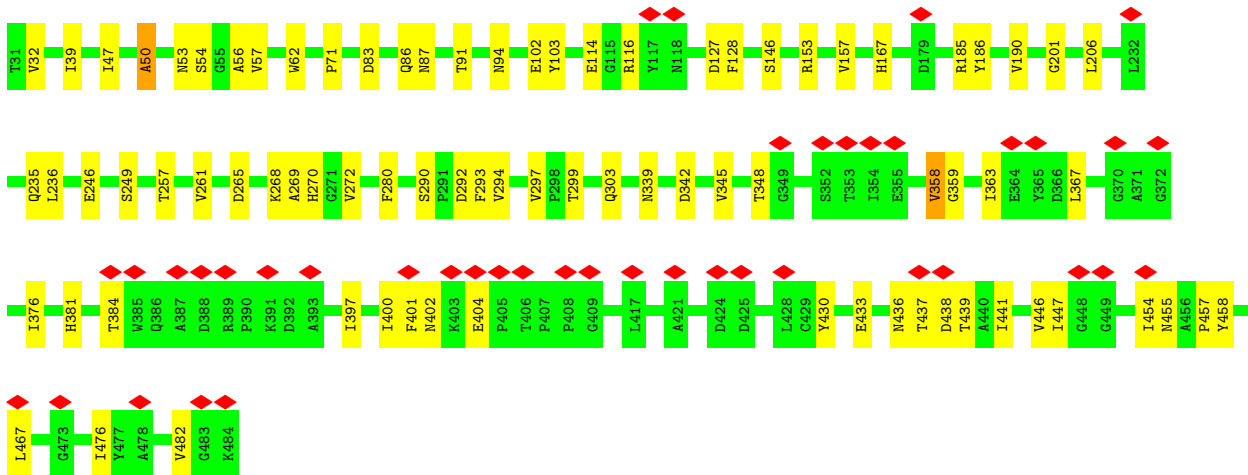 T31 V32 I39 I47 A50 N53 S54 G55 A56 V57 W62 P71 D83 Q86 N87 T91 N94 E102 Y103 E114 G115 R116 Y117 N118 D127 F128 S146 R153 V157 H167 D179 R185 Y186 V190 G201 L206 L232
Q235 L236 E246 S249 T257 V261 D265 K268 A269 H270 G271 V272 F280 S290 P291 D292 F293 V294 V297 P298 T299 Q303 N339 D342 V345 T348 G349 S352 T353 I354 E355 V358 G359 I363 E364 Y365 D366 L367 G370 A371 G372
I376 H381 T384 W385 Q386 A387 D388 R389 P390 K391 D392 A393 I397 I400 F401 N402 K403 E404 P405 T406 P407 P408 G409 L417 A421 D424 D425 L428 C429 Y430 E433 N436 T437 D438 T439 A440 I441 V446 I447 G448 G449 I454 N455 A456 P457 Y458
L467 G473 I476 Y477 A478 V482 G483 K484